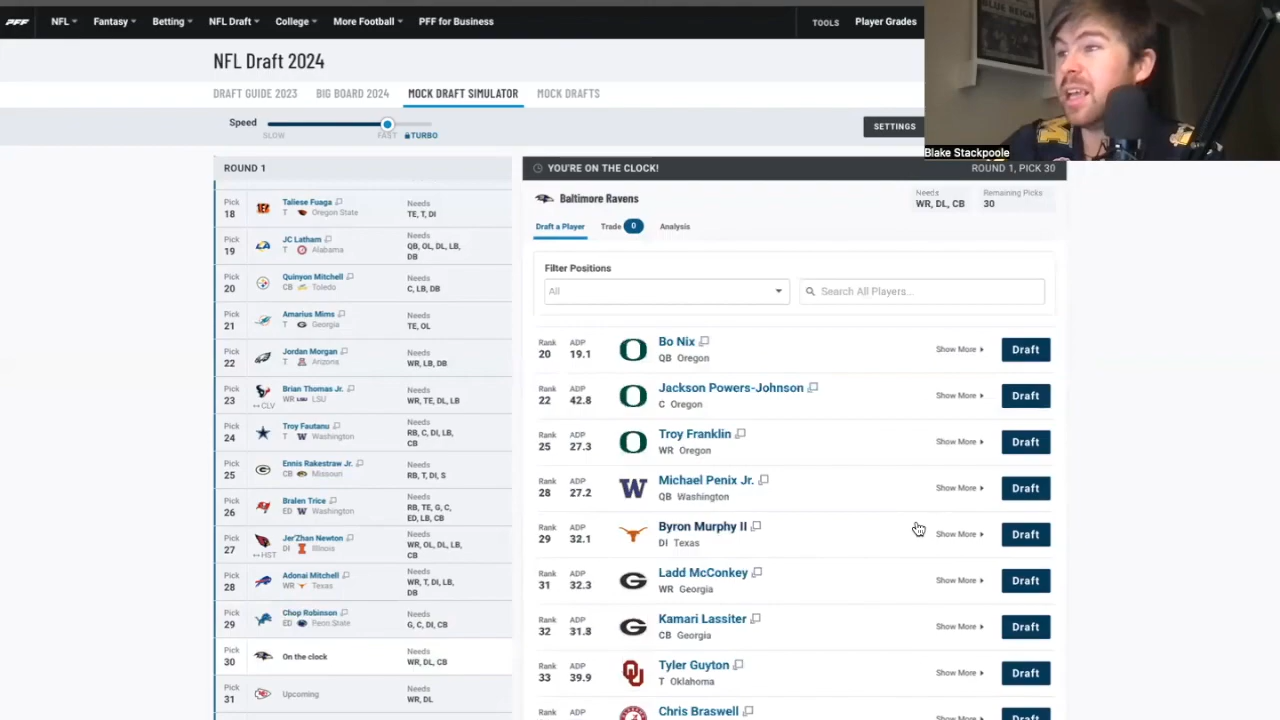 PFF NFL Fantasy Betting NFL Draft College More Football PFF for Business TOOLS Player Grades
BLUE REIGN
NFL Draft 2024
DRAFT GUIDE 2023 BIG BOARD 2024 MOCK DRAFT SIMULATOR MOCK DRAFTS
Speed
SLOW FAST TURBO
SETTINGS
Blake Stackpoole
ROUND 1
Pick 18 Taliese Fuaga T Oregon State Needs TE, T, DI
Pick 19 JC Latham T Alabama Needs QB, OL, DL, LB, DB
Pick 20 Quinyon Mitchell CB Toledo Needs C, LB, DB
Pick 21 Amarius Mims T Georgia Needs TE, OL
Pick 22 Jordan Morgan T Arizona Needs WR, LB, DB
Pick 23 CLV Brian Thomas Jr. WR LSU LSU Needs WR, TE, DL, LB
Pick 24 Troy Fautanu T W Washington Needs RB, C, DI, LB, CB
Pick 25 Ennis Rakestraw Jr. CB Missouri Needs RB, T, DI, S
Pick 26 Bralen Trice ED W Washington Needs RB, TE, G, C, ED, LB, CB
Pick 27 HST Jer'Zhan Newton DI I Illinois Needs WR, OL, DL, LB, CB
Pick 28 Adonai Mitchell WR Texas Needs WR, T, DI, LB, DB
Pick 29 Chop Robinson ED Penn State Needs G, C, DI, CB
Pick 30 On the clock Needs WR, DL, CB
Pick 31 Upcoming Needs WR, DL
YOU'RE ON THE CLOCK! ROUND 1, PICK 30
Baltimore Ravens Needs WR, DL, CB Remaining Picks 30
Draft a Player Trade 0 Analysis
Filter Positions
All Search All Players...
Rank 20 ADP 19.1 Bo Nix QB Oregon Show More Draft
Rank 22 ADP 42.8 Jackson Powers-Johnson C Oregon Show More Draft
Rank 25 ADP 27.3 Troy Franklin WR Oregon Show More Draft
Rank 28 ADP 27.2 W Michael Penix Jr. QB Washington Show More Draft
Rank 29 ADP 32.1 Byron Murphy II DI Texas Show More Draft
Rank 31 ADP 32.3 G Ladd McConkey WR Georgia Show More Draft
Rank 32 ADP 31.8 G Kamari Lassiter CB Georgia Show More Draft
Rank 33 ADP 39.9 Tyler Guyton T Oklahoma Show More Draft
Rank ADP Chris Braswell Show More Draft